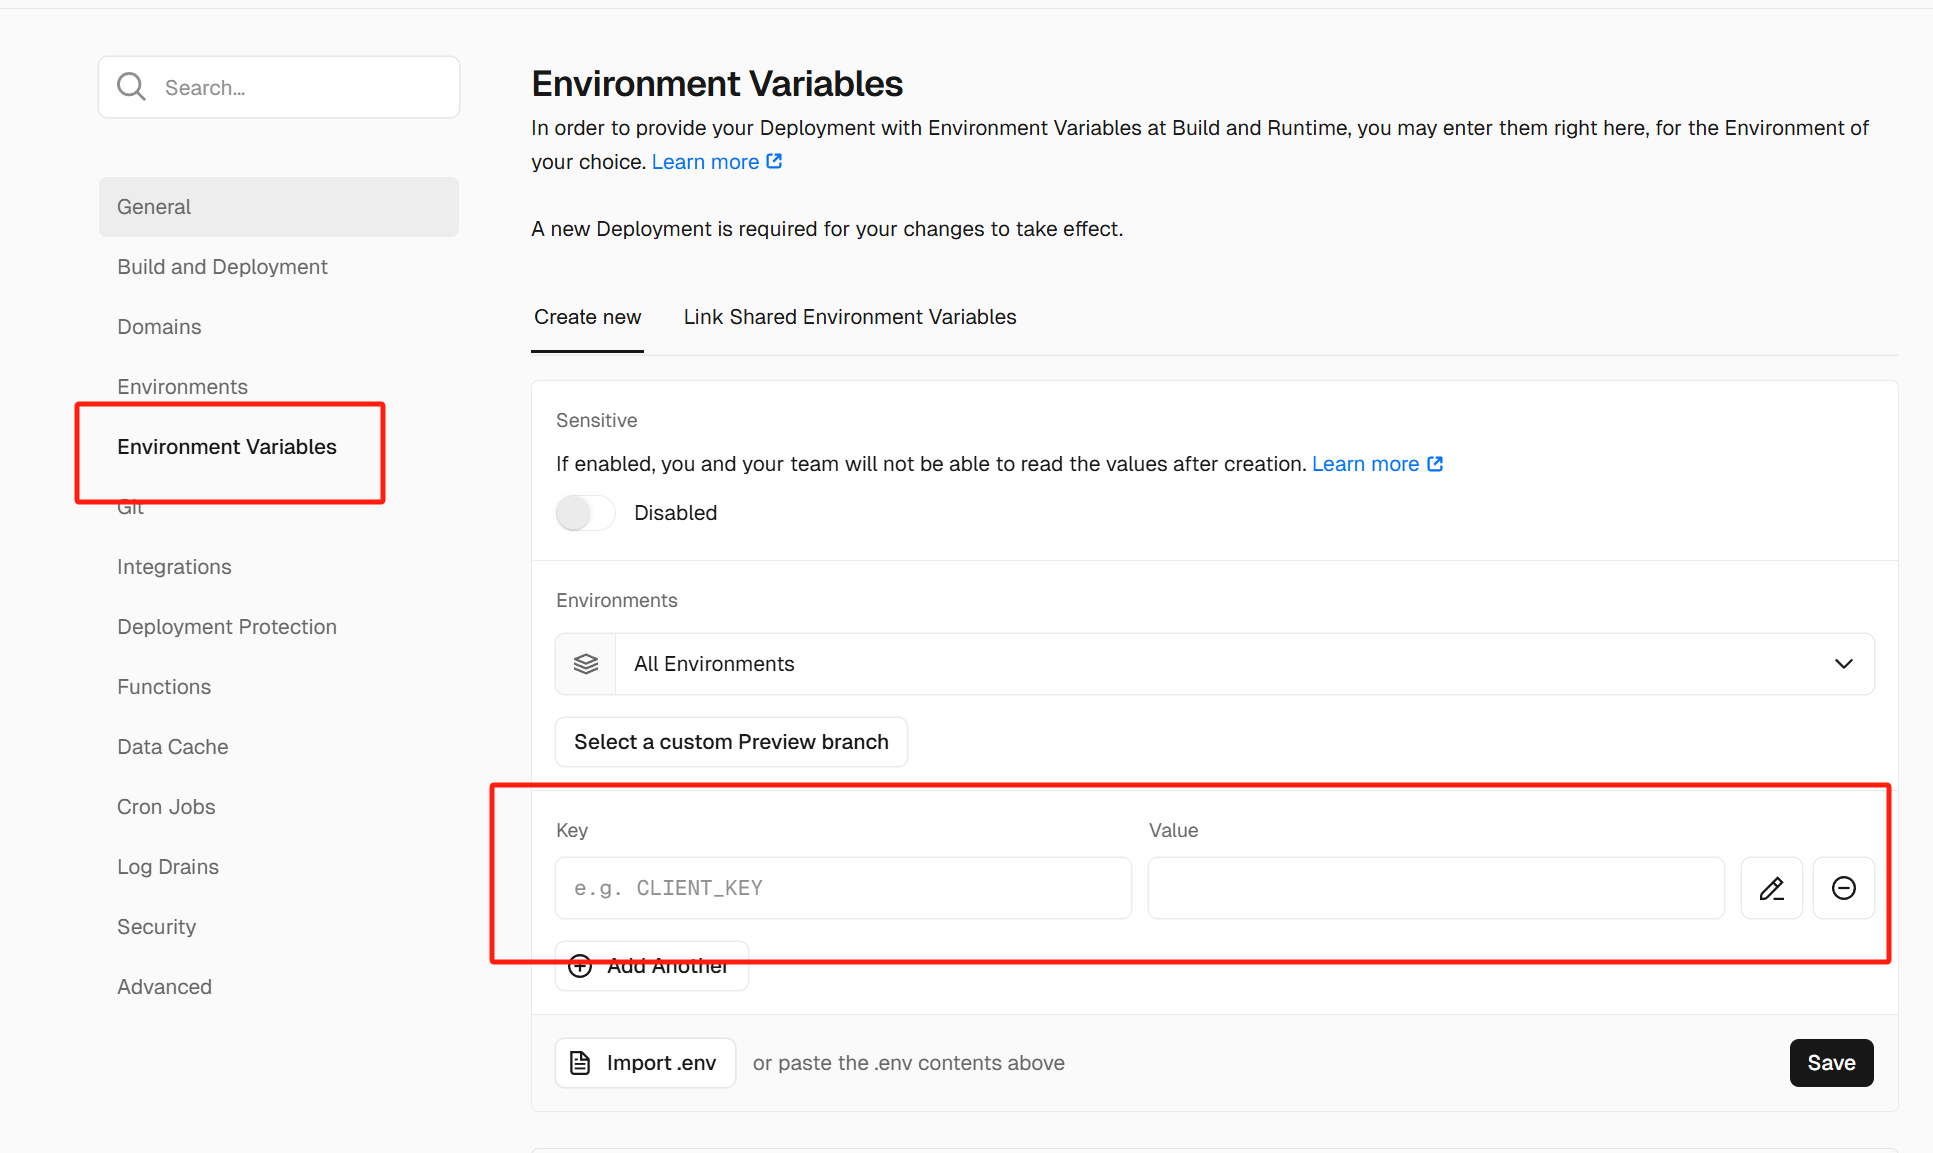 Search...
General
Build and Deployment
Domains
Environments
Environment Variables
Git
Integrations
Deployment Protection
Functions
Data Cache
Cron Jobs
Log Drains
Security
Advanced
Environment Variables
In order to provide your Deployment with Environment Variables at Build and Runtime, you may enter them right here, for the Environment of
your choice. Learn more
A new Deployment is required for your changes to take effect.
Create new Link Shared Environment Variables
Sensitive
If enabled, you and your team will not be able to read the values after creation. Learn more
Disabled
Environments
All Environments
Select a custom Preview branch
Key Value
e.g. CLIENT_KEY
Add Another
Import .env or paste the .env contents above
Save